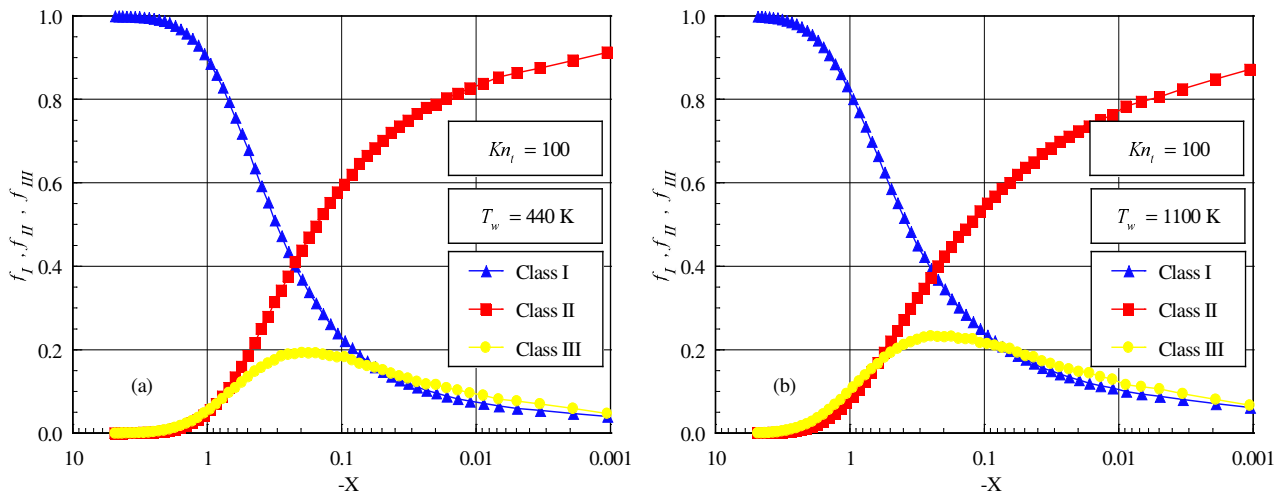 1.0
0.8
0.6
0.4
0.2
0.0
f_I , f_II , f_III
10
1
0.1
0.01
0.001
-X
Kn_t = 100
T_w = 440 K
Class I
Class II
Class III
(a)
1.0
0.8
0.6
0.4
0.2
0.0
f_I , f_II , f_III
10
1
0.1
0.01
0.001
-X
Kn_t = 100
T_w = 1100 K
Class I
Class II
Class III
(b)